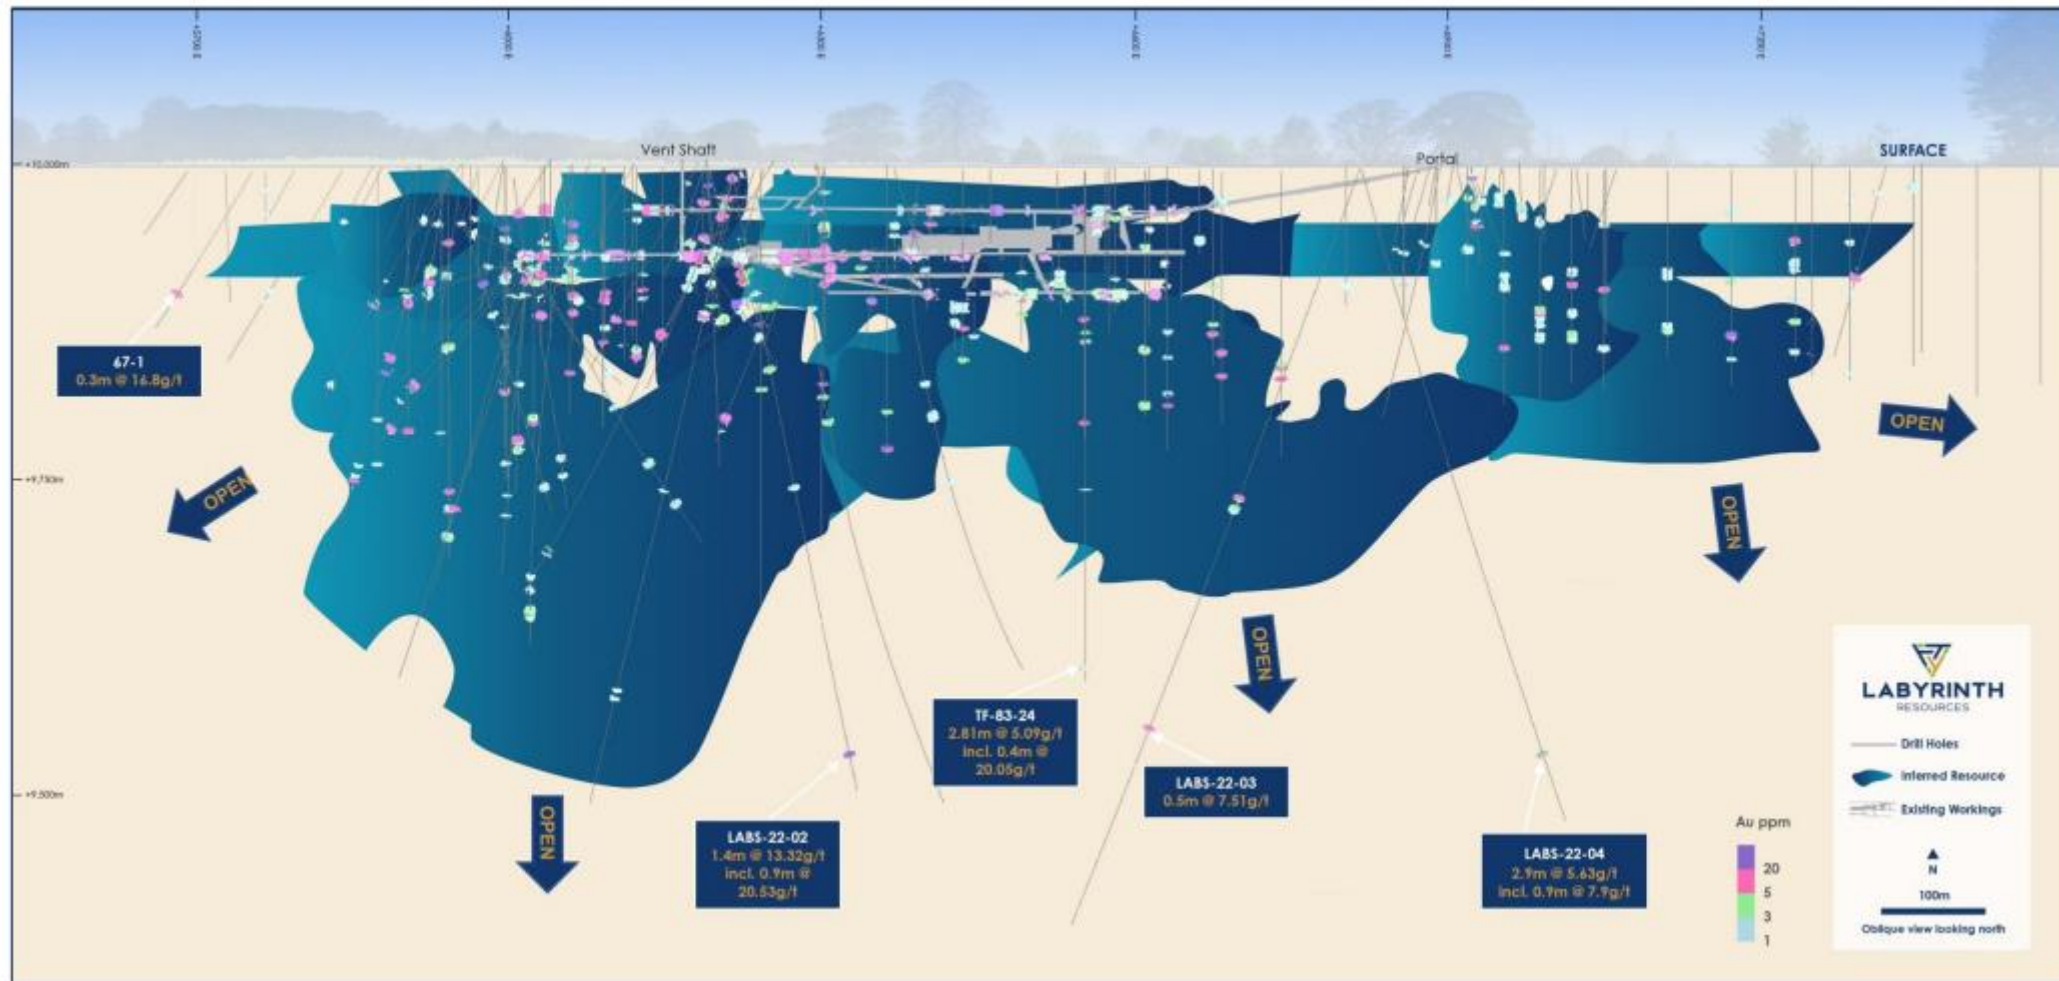 Vent Shaft
Portal
SURFACE
+10,000m
67-1
0.3m @ 16.8g/t
OPEN
OPEN
+9,750m
OPEN
OPEN
OPEN
+9,500m
TF-83-24
2.81m @ 5.09g/t
incl. 0.4m @
20.05g/t
LABS-22-03
0.5m @ 7.51g/t
LABS-22-02
1.4m @ 13.32g/t
incl. 0.9m @
20.53g/t
LABS-22-04
2.9m @ 5.63g/t
incl. 0.9m @ 7.9g/t
Au ppm
20
5
3
1
LABYRINTH
RESOURCES
Drill Holes
Inferred Resource
Existing Workings
N
100m
Oblique view looking north